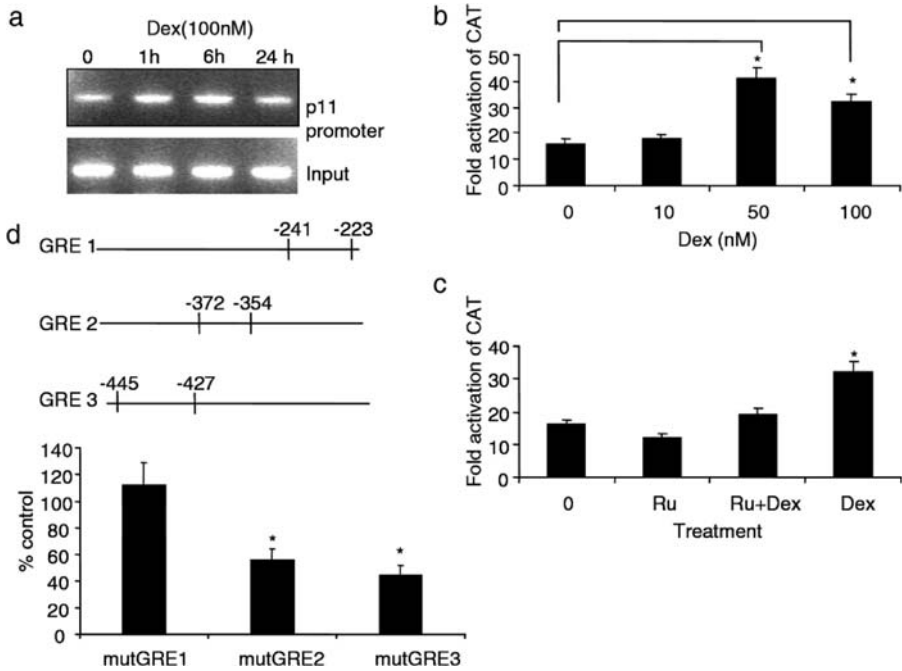 a
Dex(100nM)
0 1h 6h 24 h
p11
promoter
Input
b
Fold activation of CAT
50
40
30
20
10
0
* *
0 10 50 100
Dex (nM)
c
Fold activation of CAT
40
30
20
10
0
*
0 Ru Ru+Dex Dex
Treatment
d
-241 -223
GRE 1
-372 -354
GRE 2
-445 -427
GRE 3
% control
140
120
100
80
60
40
20
0
* *
mutGRE1 mutGRE2 mutGRE3